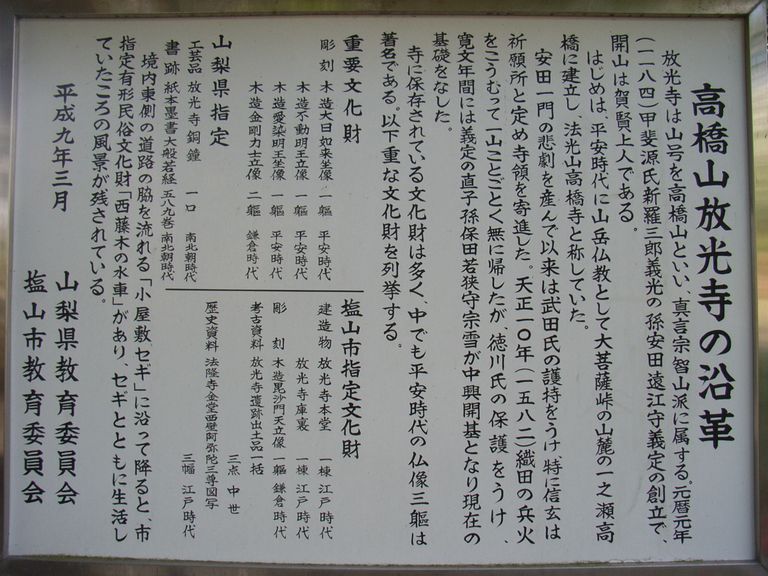 高橋山放光寺の沿革
放光寺は山号を高橋山といい、真言宗智山派に属する。元暦元年
(一一八四)甲斐源氏新羅三郎義光の孫安田遠江守義定の創立で、
開山は賀賢上人である。
はじめは、平安時代に山岳仏教として大菩薩峠の山麓の一之瀬高
橋に建立し、法光山高橋寺と称していた。
安田一門の悲劇を産んで以来は武田氏の護持をうけ、特に信玄は
祈願所と定め寺領を寄進した。天正一〇年(一五八二)織田の兵火
をこうむって一山ことごとく無に帰したが、徳川氏の保護をうけ、
寛文年間には義定の直子孫保田若狭守宗雪が中興開基となり現在の
基礎をなした。
寺に保存されている文化財は多く、中でも平安時代の仏像三軀は
著名である。以下重な文化財を列挙する。
重要文化財
彫刻 木造大日如来坐像 一軀 平安時代
木造不動明王立像 一軀 平安時代
木造愛染明王坐像 一軀 平安時代
木造金剛力士立像 二軀 鎌倉時代
山梨県指定
工芸品 放光寺銅鐘 一口 南北朝時代
書跡 紙本墨書大般若経 五八九巻 南北朝時代
塩山市指定文化財
建造物 放光寺本堂 一棟 江戸時代
放光寺庫裏 一棟 江戸時代
彫刻 木造毘沙門天立像 一軀 鎌倉時代
考古資料 放光寺遺跡出土品一括
三点 中世
歴史資料 法隆寺金堂西壁阿弥陀三尊図写
三幅 江戸時代
境内東側の道路の脇を流れる「小屋敷セギ」に沿って降ると、市
指定有形民俗文化財「西藤木の水車」があり、セギとともに生活し
ていたころの風景が残されている。
平成九年三月
山梨県教育委員会
塩山市教育委員会